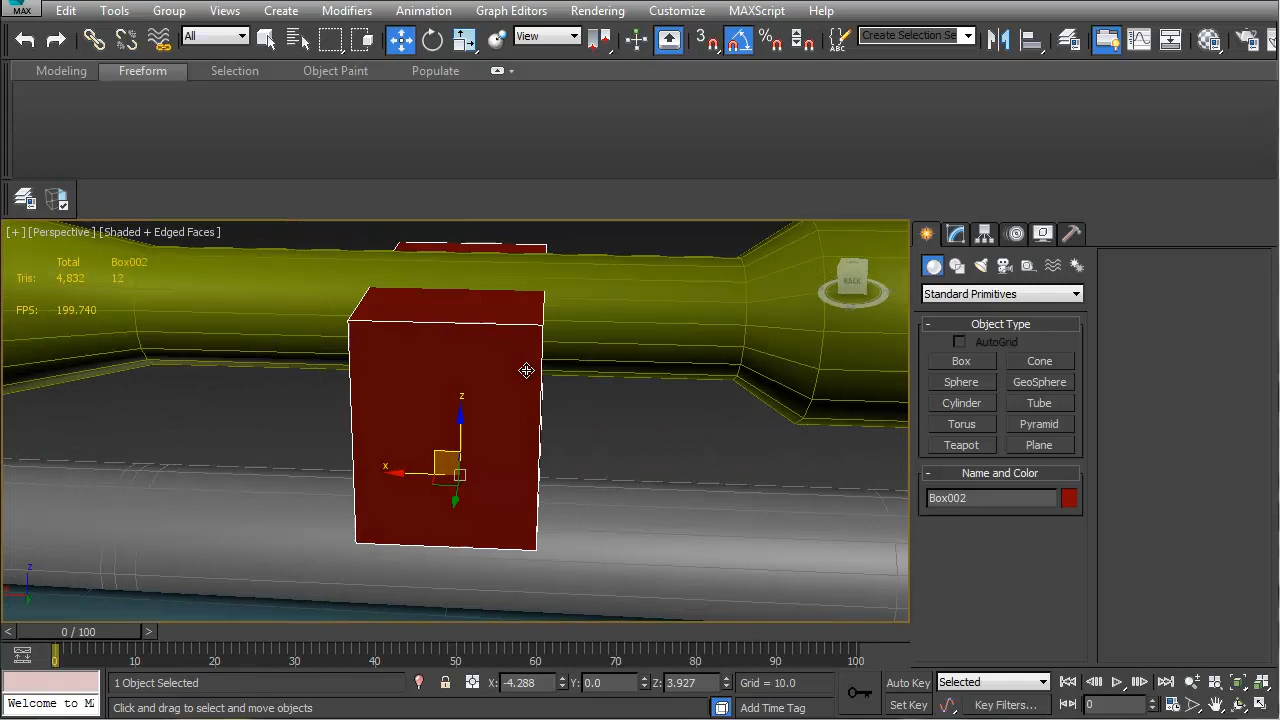 MAX Edit Tools Group Views Create Modifiers Animation Graph Editors Rendering Customize MAXScript Help
All View 3 % ABC Create Selection Se
Modeling Freeform Selection Object Paint Populate
[+] [Perspective] [Shaded + Edged Faces]
Total Box002
Tris: 4,832 12
FPS: 199.740
BACK
z
x
z
Standard Primitives
- Object Type
AutoGrid
Box Cone
Sphere GeoSphere
Cylinder Tube
Torus Pyramid
Teapot Plane
- Name and Color
Box002
< 0 / 100 >
0 10 20 30 40 50 60 70 80 90 100
1 Object Selected X: -4.288 Y: 0.0 Z: 3.927 Grid = 10.0 Auto Key Selected
Welcome to M Click and drag to select and move objects Add Time Tag Set Key Key Filters... 0